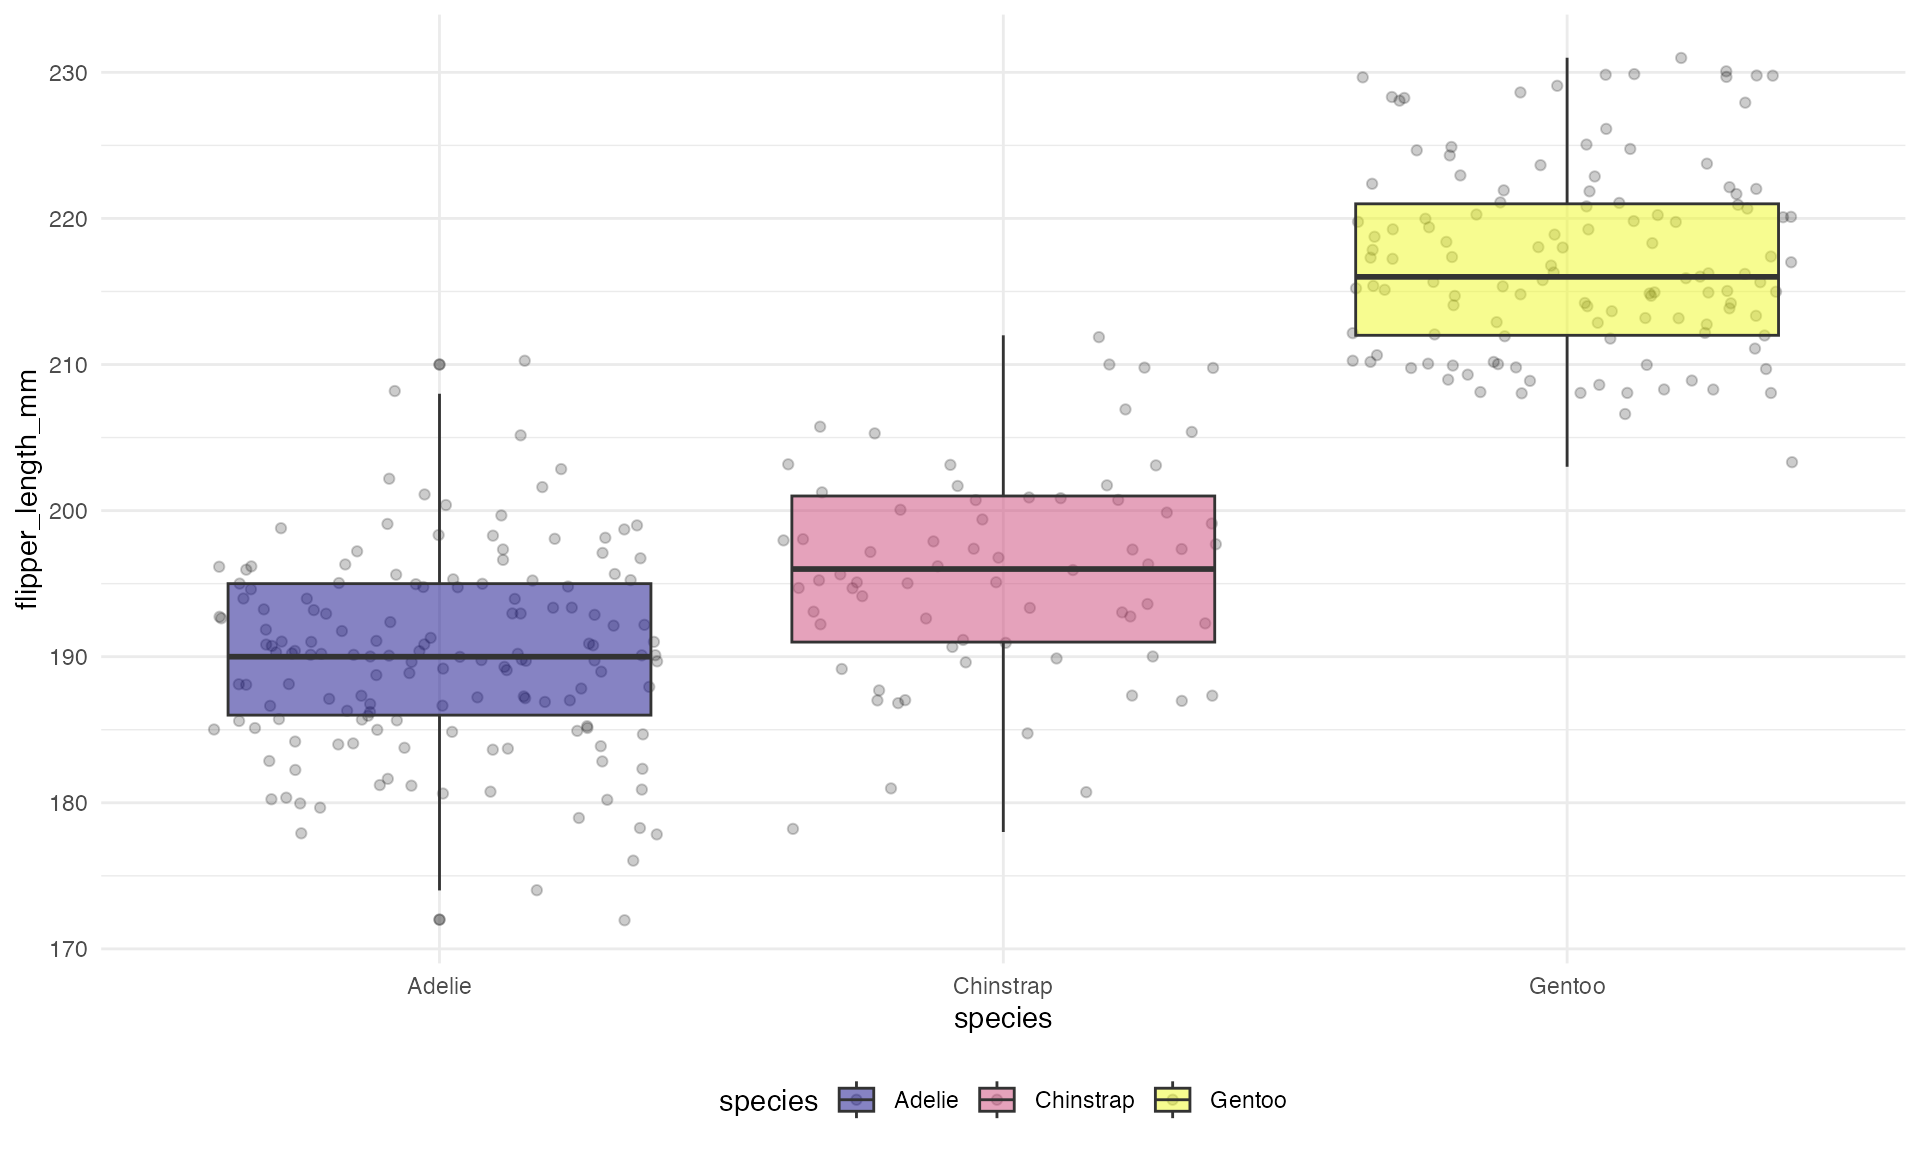 230
220
210
200
190
180
170
flipper_length_mm
Adelie Chinstrap Gentoo
species
species Adelie Chinstrap Gentoo